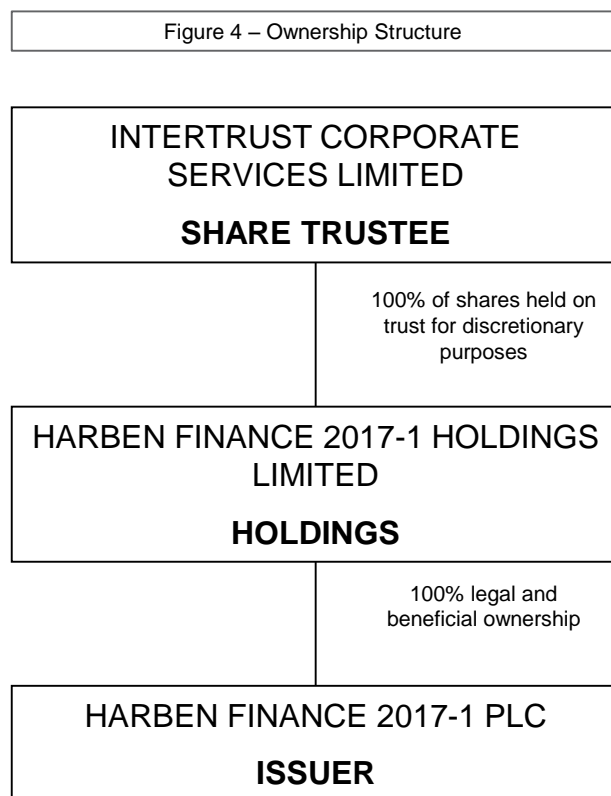 Figure 4 – Ownership Structure
INTERTRUST CORPORATE
SERVICES LIMITED
SHARE TRUSTEE
100% of shares held on
trust for discretionary
purposes
HARBEN FINANCE 2017-1 HOLDINGS
LIMITED
HOLDINGS
100% legal and
beneficial ownership
HARBEN FINANCE 2017-1 PLC
ISSUER